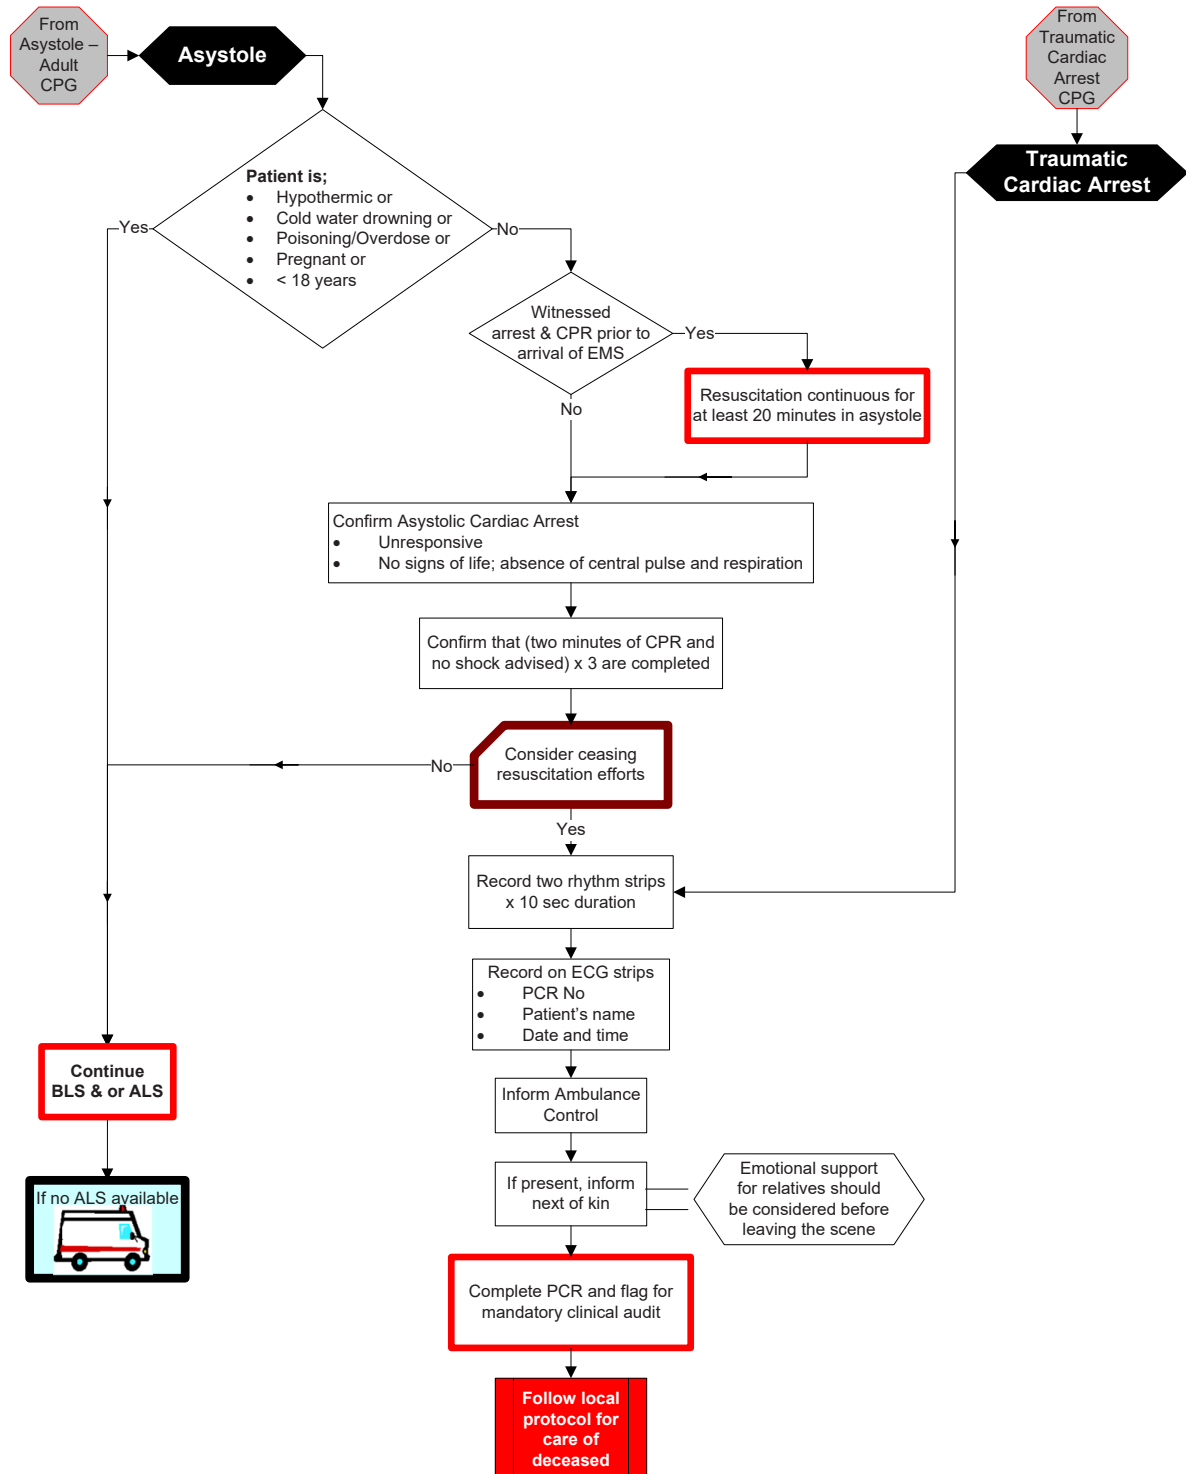 From
Asystole –
Adult
CPG
Asystole
From
Traumatic
Cardiac
Arrest
CPG
Traumatic
Cardiac Arrest
Patient is;
• Hypothermic or
• Cold water drowning or
• Poisoning/Overdose or
• Pregnant or
• < 18 years
Yes
No
Witnessed
arrest & CPR prior to
arrival of EMS
Yes
No
Resuscitation continuous for
at least 20 minutes in asystole
Confirm Asystolic Cardiac Arrest
• Unresponsive
• No signs of life; absence of central pulse and respiration
Confirm that (two minutes of CPR and
no shock advised) x 3 are completed
Consider ceasing
resuscitation efforts
No
Yes
Record two rhythm strips
x 10 sec duration
Record on ECG strips
• PCR No
• Patient’s name
• Date and time
Continue
BLS & or ALS
Inform Ambulance
Control
If no ALS available
If present, inform
next of kin
Emotional support
for relatives should
be considered before
leaving the scene
Complete PCR and flag for
mandatory clinical audit
Follow local
protocol for
care of
deceased